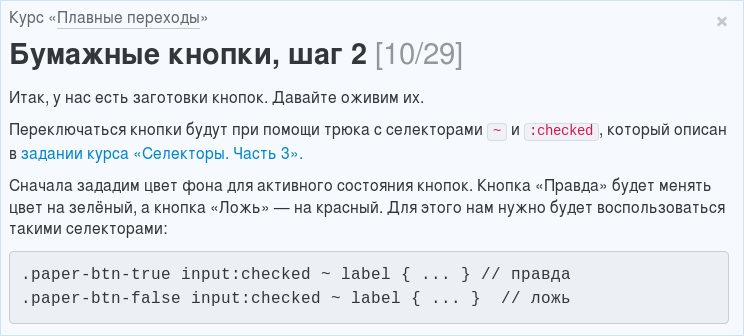 Курс «Плавные переходы»
×
Бумажные кнопки, шаг 2 [10/29]
Итак, у нас есть заготовки кнопок. Давайте оживим их.
Переключаться кнопки будут при помощи трюка с селекторами ~ и :checked, который описан
в задании курса «Селекторы. Часть 3».
Сначала зададим цвет фона для активного состояния кнопок. Кнопка «Правда» будет менять
цвет на зелёный, а кнопка «Ложь» — на красный. Для этого нам нужно будет воспользоваться
такими селекторами:
.paper-btn-true input:checked ~ label { ... } // правда
.paper-btn-false input:checked ~ label { ... }  // ложь